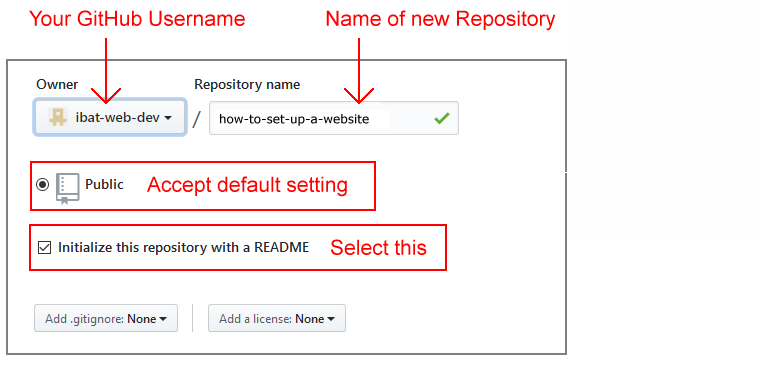 Your GitHub Username Name of new Repository
Owner Repository name
ibat-web-dev / how-to-set-up-a-website
Public Accept default setting
Initialize this repository with a README Select this
Add .gitignore: None Add a license: None